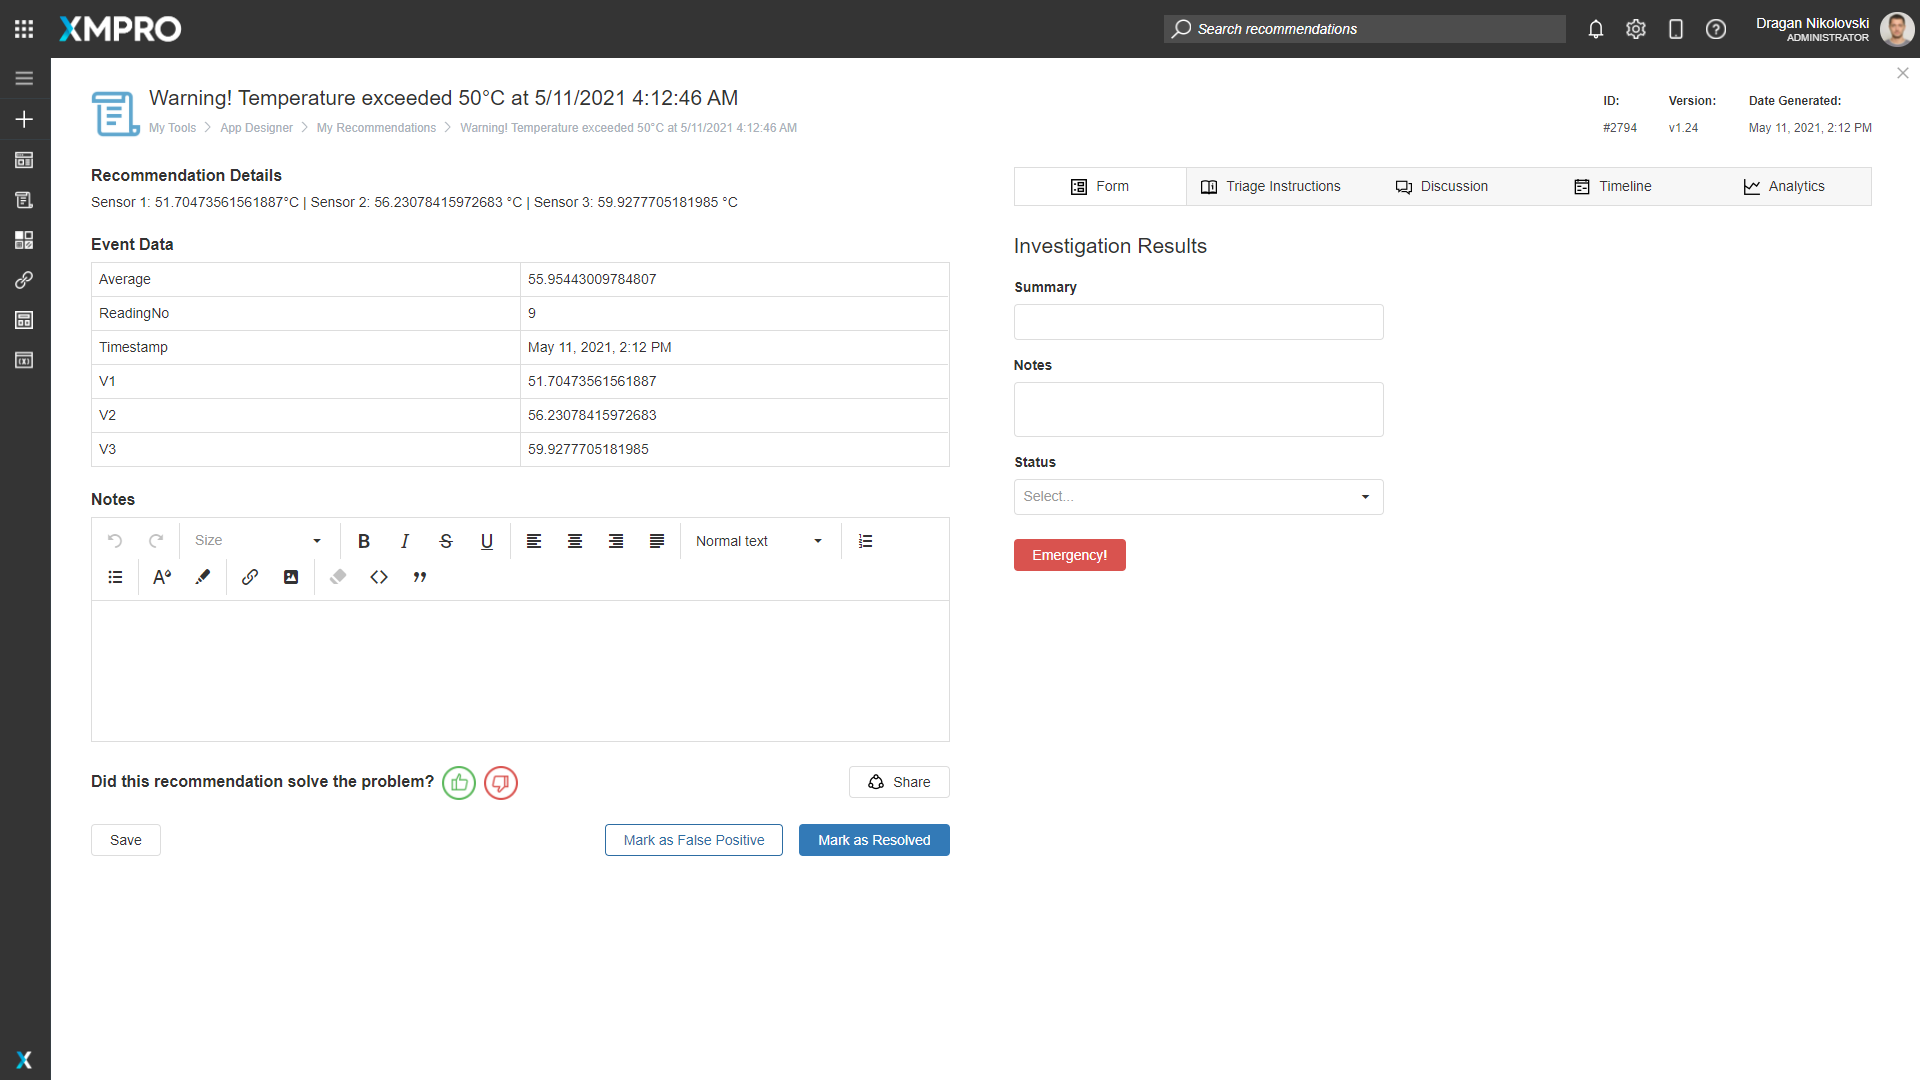 XMPRO
Search recommendations
Dragan Nikolovski
ADMINISTRATOR
Warning! Temperature exceeded 50°C at 5/11/2021 4:12:46 AM
My Tools
App Designer
My Recommendations
Warning! Temperature exceeded 50°C at 5/11/2021 4:12:46 AM
ID:
Version:
Date Generated:
#2794
v1.24
May 11, 2021, 2:12 PM
Recommendation Details
Sensor 1: 51.70473561561887°C | Sensor 2: 56.23078415972683 °C | Sensor 3: 59.9277705181985 °C
Event Data
Average 55.95443009784807
ReadingNo 9
Timestamp May 11, 2021, 2:12 PM
V1 51.70473561561887
V2 56.23078415972683
V3 59.9277705181985
Notes
Size
B I S U
Normal text
Did this recommendation solve the problem?
Share
Save
Mark as False Positive
Mark as Resolved
Form
Triage Instructions
Discussion
Timeline
Analytics
Investigation Results
Summary
Notes
Status
Select...
Emergency!